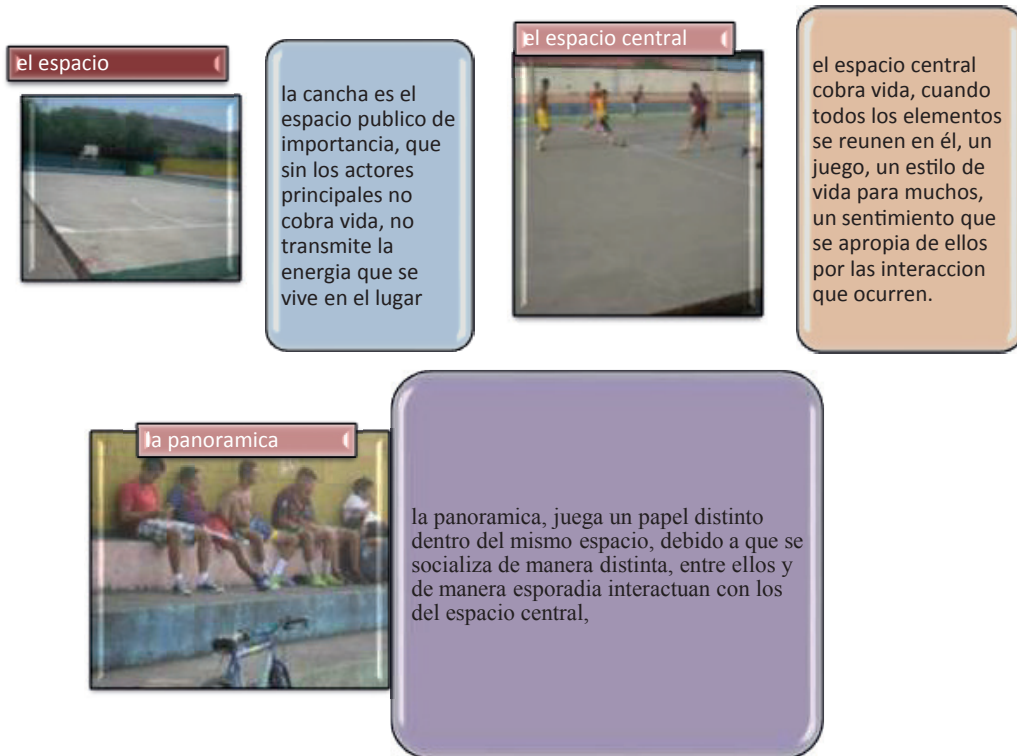 el espacio
la cancha es el
espacio publico de
importancia, que
sin los actores
principales no
cobra vida, no
transmite la
energia que se
vive en el lugar
el espacio central
el espacio central
cobra vida, cuando
todos los elementos
se reunen en él, un
juego, un estilo de
vida para muchos,
un sentimiento que
se apropia de ellos
por las interaccion
que ocurren.
la panoramica
la panoramica, juega un papel distinto
dentro del mismo espacio, debido a que se
socializa de manera distinta, entre ellos y
de manera esporadia interactuan con los
del espacio central,